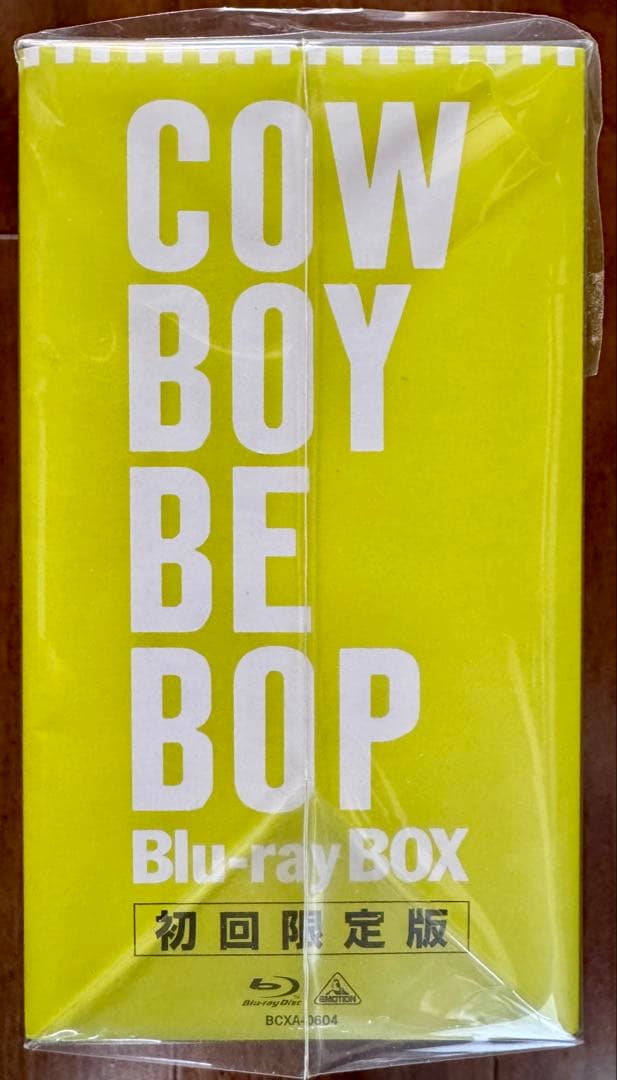 COW
BOY
BE
BOP
Blu-ray BOX
初回限定版
Blu-ray Disc
EMOTION
BCXA-0604